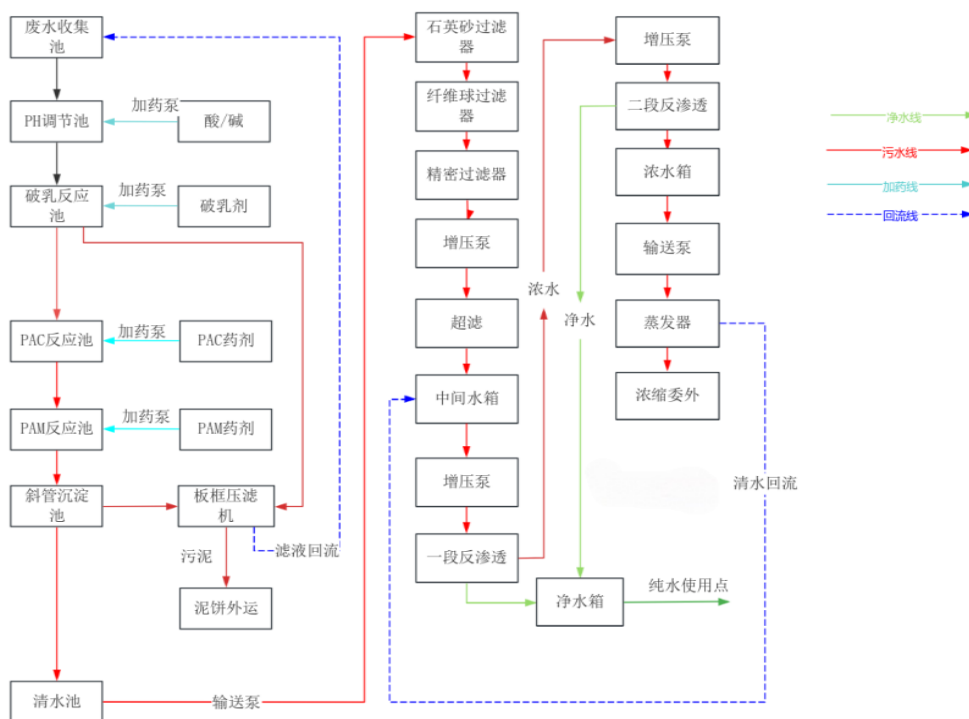 废水收集
池
加药泵
PH调节池
酸/碱
加药泵
破乳反应
池
破乳剂
加药泵
PAC反应池
PAC药剂
加药泵
PAM反应池
PAM药剂
斜管沉淀
池
板框压滤
机
滤液回流
污泥
泥饼外运
清水池
输送泵
石英砂过滤
器
纤维球过滤
器
精密过滤器
增压泵
超滤
中间水箱
增压泵
一段反渗透
浓水
净水
净水箱
纯水使用点
增压泵
二段反渗透
浓水箱
输送泵
蒸发器
浓缩委外
清水回流
净水线
污水线
加药线
回流线